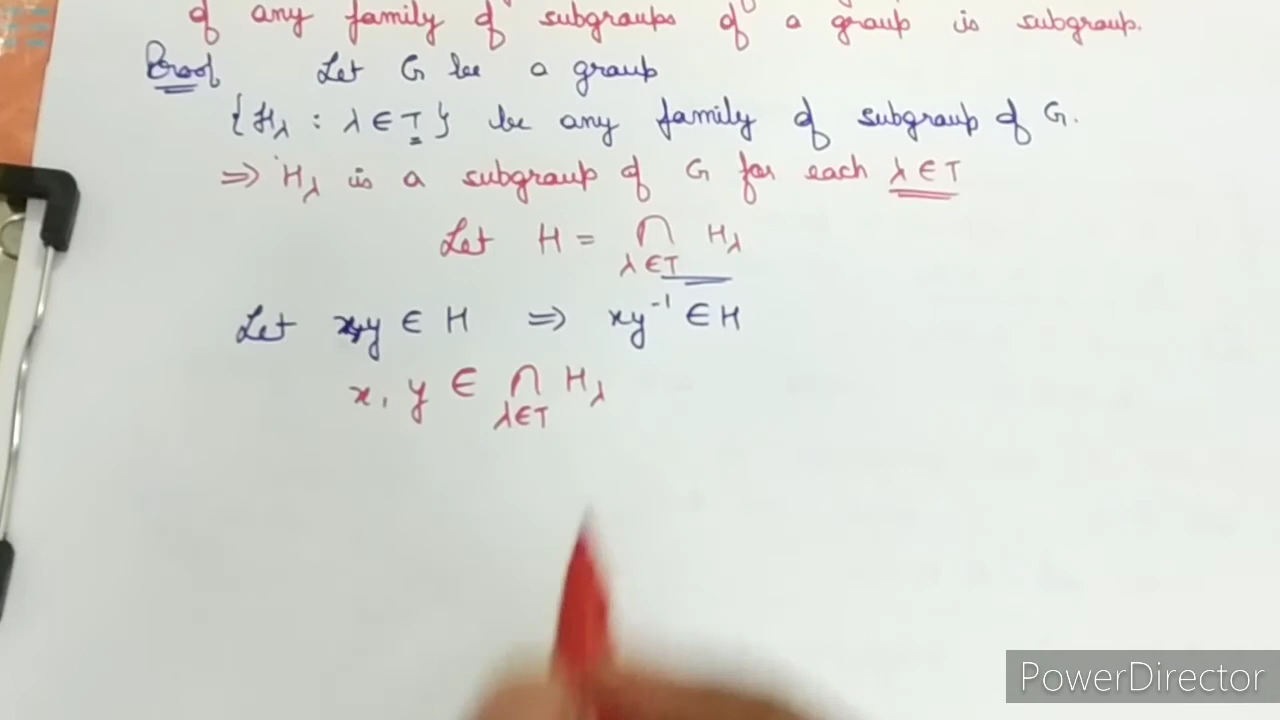 of any family of subgroups of a group is subgroup.
Proof Let G be a group
{Hλ : λ ∈ T} be any family of subgroup of G.
⇒ Hλ is a subgroup of G for each λ ∈ T
Let H = ∩ Hλ
λ ∈ T
Let x,y ∈ H ⇒ xy⁻¹ ∈ H
x, y ∈ ∩ Hλ
λ∈T
PowerDirector